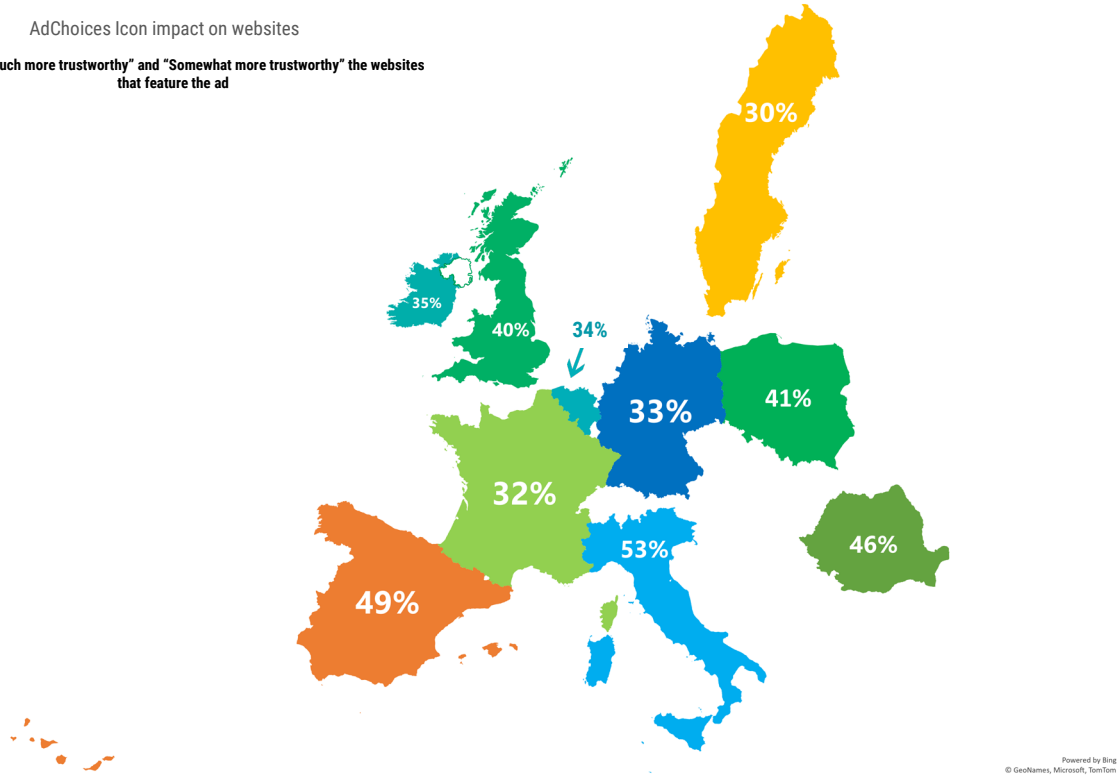 AdChoices Icon impact on websites
uch more trustworthy” and “Somewhat more trustworthy” the websites
that feature the ad
30%
35%
40%
34%
33%
41%
32%
46%
53%
49%
Powered by Bing
© GeoNames, Microsoft, TomTom